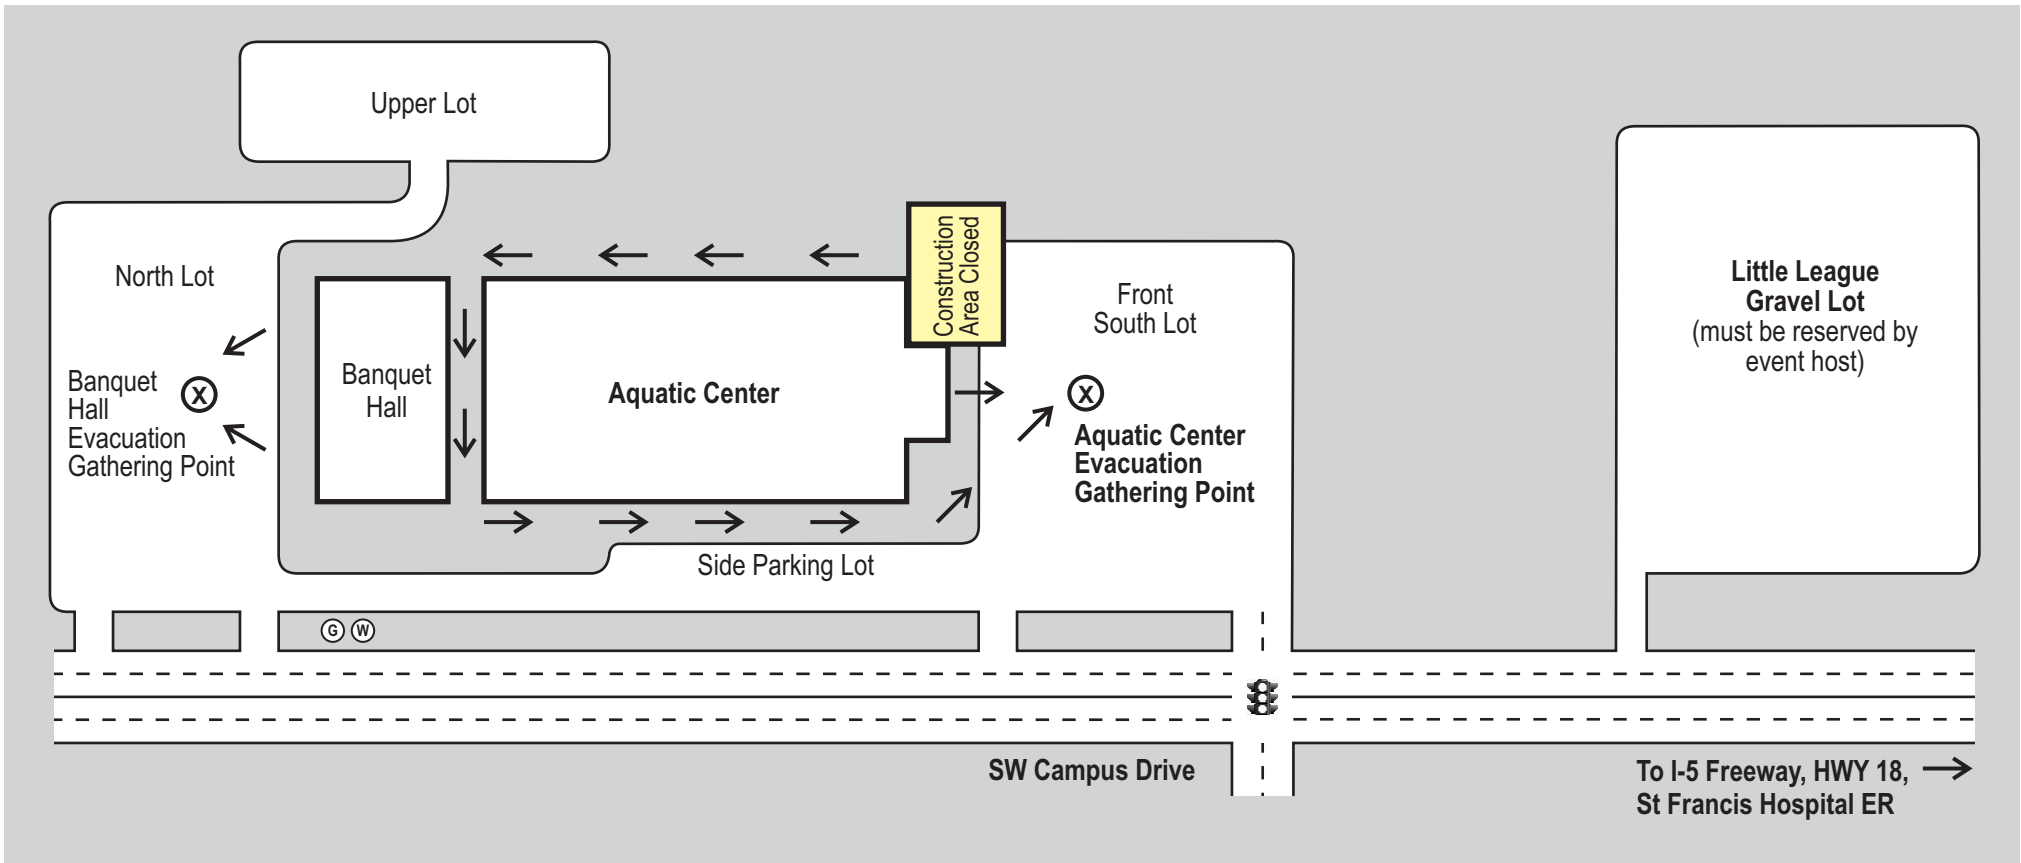 Upper Lot
North Lot
Banquet
Hall
Evacuation
Gathering Point
X
Banquet
Hall
Aquatic Center
Construction
Area Closed
Front
South Lot
X
Aquatic Center
Evacuation
Gathering Point
Little League
Gravel Lot
(must be reserved by
event host)
Side Parking Lot
G W
SW Campus Drive
To I-5 Freeway, HWY 18,
St Francis Hospital ER